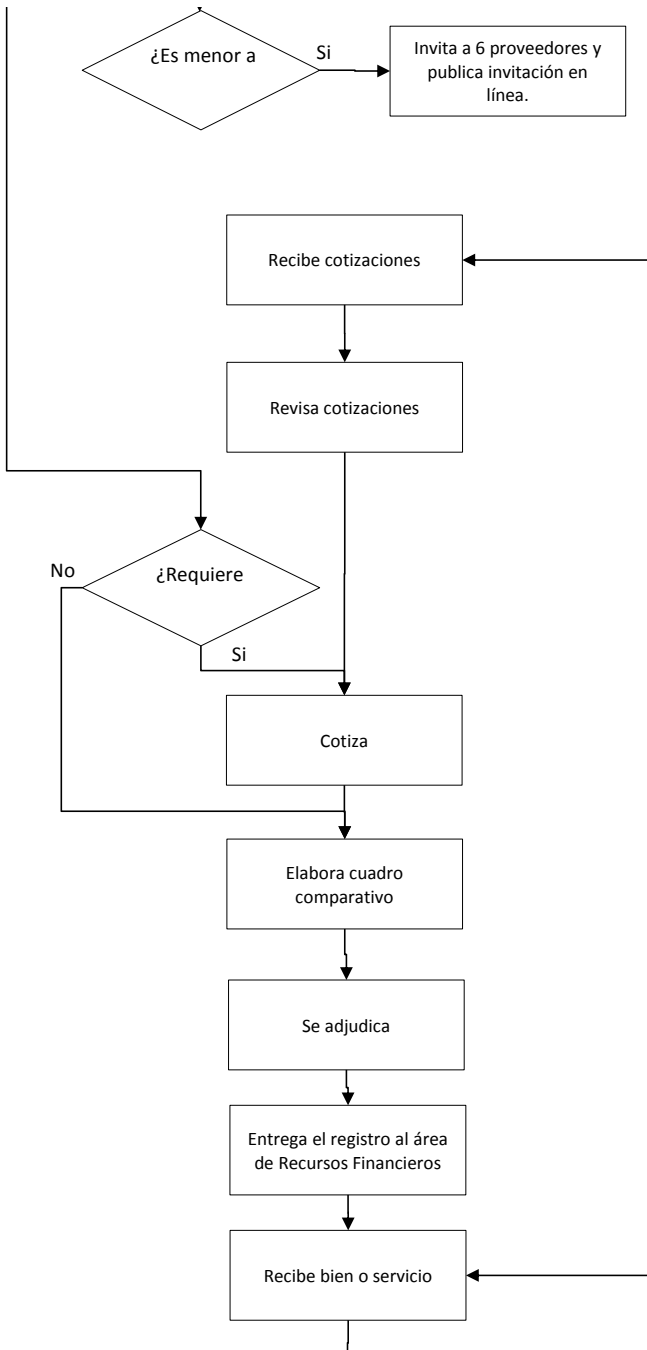 ¿Es menor a
Si
Invita a 6 proveedores y
publica invitación en
línea.
Recibe cotizaciones
Revisa cotizaciones
No
¿Requiere
Si
Cotiza
Elabora cuadro
comparativo
Se adjudica
Entrega el registro al área
de Recursos Financieros
Recibe bien o servicio